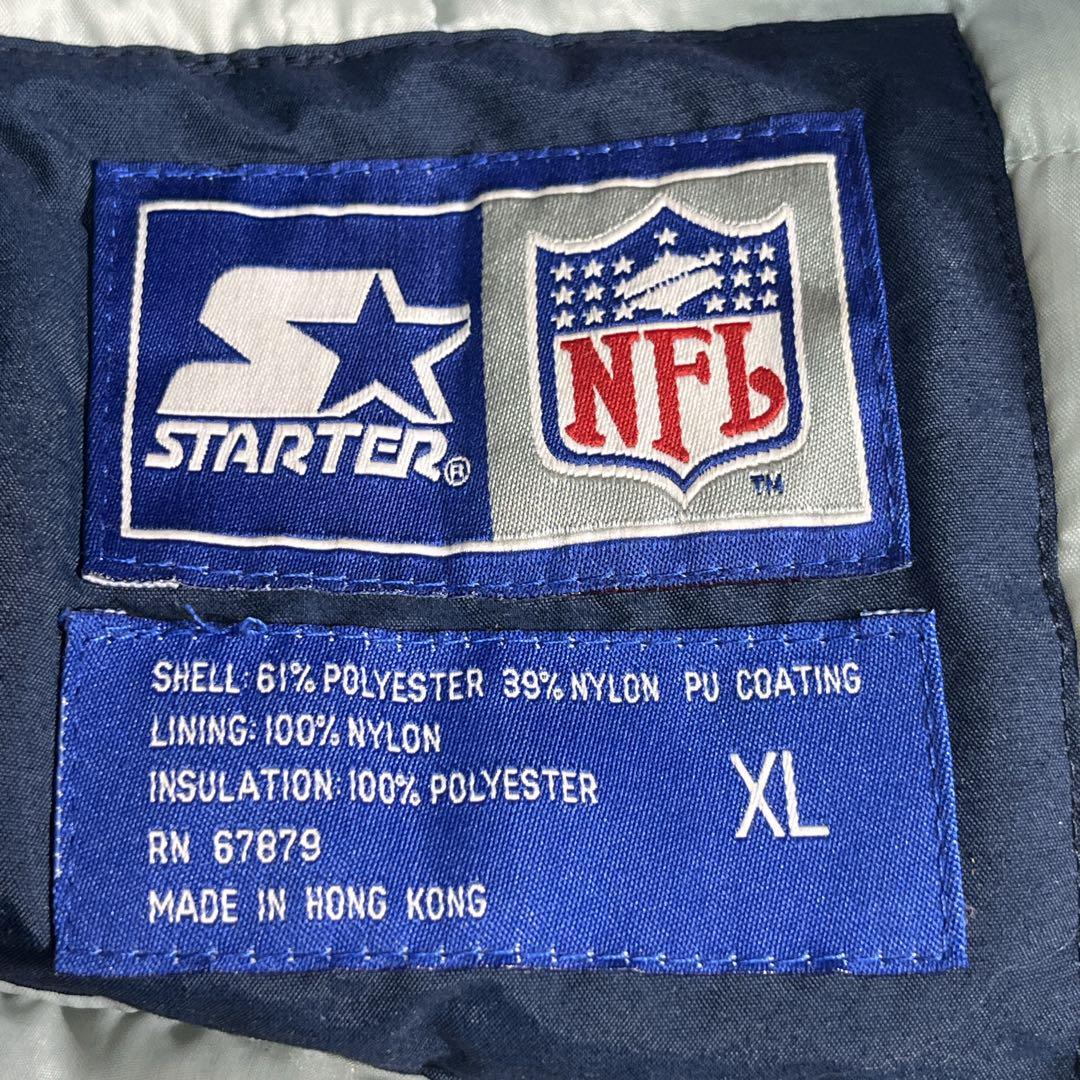 STARTER®
NFL
TM
SHELL: 61% POLYESTER 39% NYLON PU COATING
LINING: 100% NYLON
INSULATION: 100% POLYESTER
RN 67879
MADE IN HONG KONG
XL